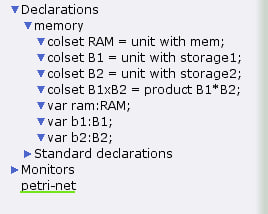 Declarations
memory
colset RAM = unit with mem;
colset B1 = unit with storage1;
colset B2 = unit with storage2;
colset B1xB2 = product B1*B2;
var ram:RAM;
var b1:B1;
var b2:B2;
Standard declarations
Monitors
petri-net